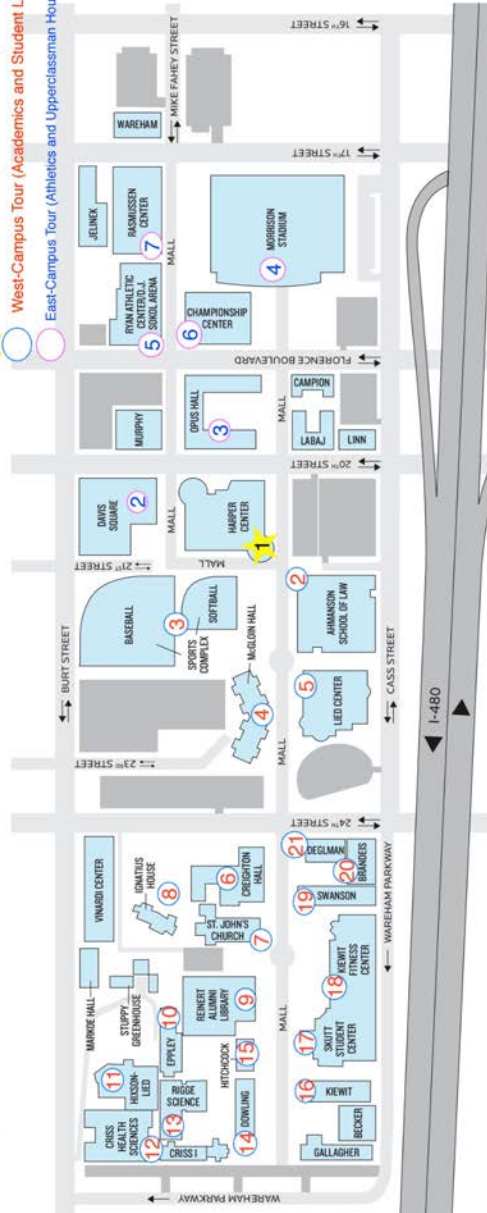 West-Campus Tour (Academics and Student L
East-Campus Tour (Athletics and Upperclassman Hou
BURT STREET
MARKOE HALL
VINARDI CENTER
STUPPY
GREENHOUSE
IGNATIUS
HOUSE
8
CRISS
HEALTH
SCIENCES
12
HIXSON-
LIED
11
EPPLEY
10
RIGGE
SCIENCE
13
CRISS I
REINERT
ALUMNI
LIBRARY
9
HITCHCOCK
15
DOWLING
14
ST. JOHN'S
CHURCH
7
6
CREIGHTON
HALL
WAREHAM PARKWAY
MALL
GALLAGHER
BECKER
KIEWIT
16
SKUTT
STUDENT
CENTER
17
KIEWIT
FITNESS
CENTER
18
SWANSON
19
DEGLMAN
21
BRANDEIS
20
WAREHAM PARKWAY
24TH STREET
23RD STREET
BASEBALL
SOFTBALL
SPORTS
COMPLEX
3
McGLOIN HALL
4
MALL
LIED CENTER
5
AHMANSON
SCHOOL OF LAW
2
CASS STREET
21ST STREET
DAVIS
SQUARE
2
MALL
MALL
HARPER
CENTER
1
20TH STREET
MURPHY
OPUS HALL
3
MALL
LABAJ
CAMPION
LINN
FLORENCE BOULEVARD
RYAN ATHLETIC
CENTER/D.J.
SOKOL ARENA
5
JELINEK
RASMUSSEN
CENTER
7
MALL
CHAMPIONSHIP
CENTER
6
MORRISON
STADIUM
4
17TH STREET
WAREHAM
MIKE FAHEY STREET
16TH STREET
I-480